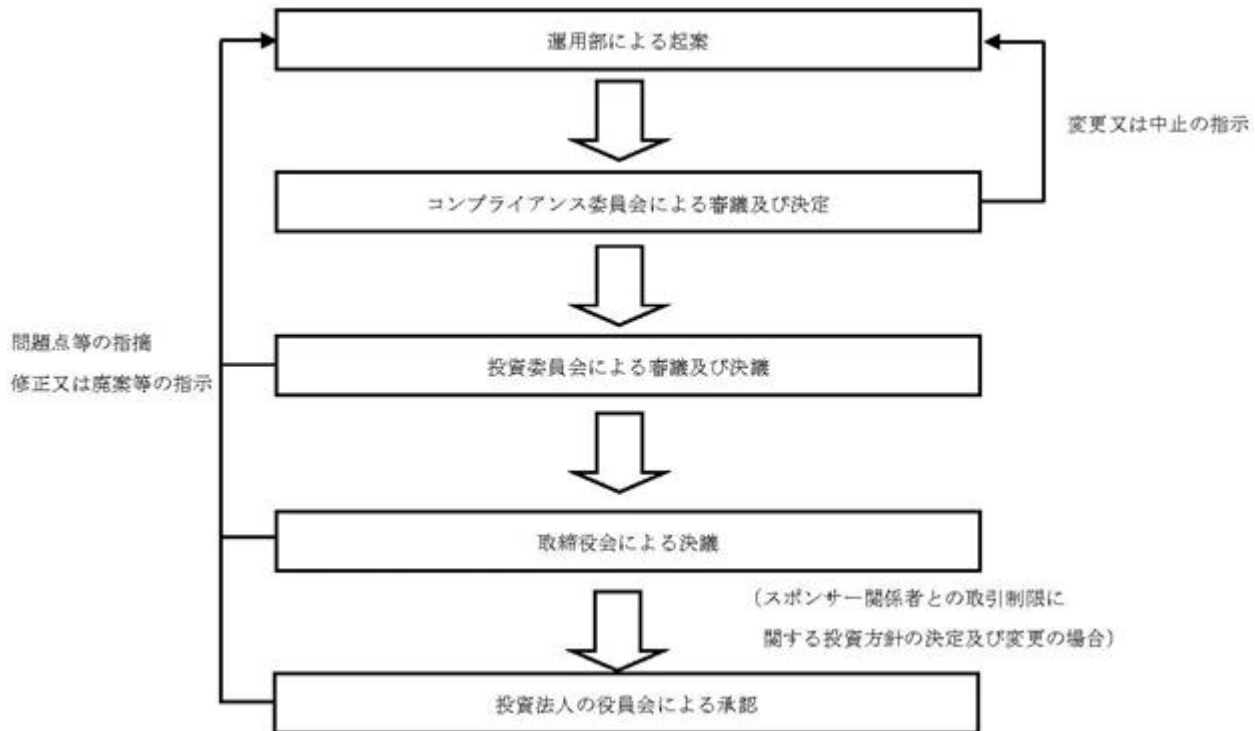 運用部による起案
変更又は中止の指示
コンプライアンス委員会による審議及び決定
問題点等の指摘
修正又は廃案等の指示
投資委員会による審議及び決議
取締役会による決議
（スポンサー関係者との取引制限に
関する投資方針の決定及び変更の場合）
投資法人の役員会による承認